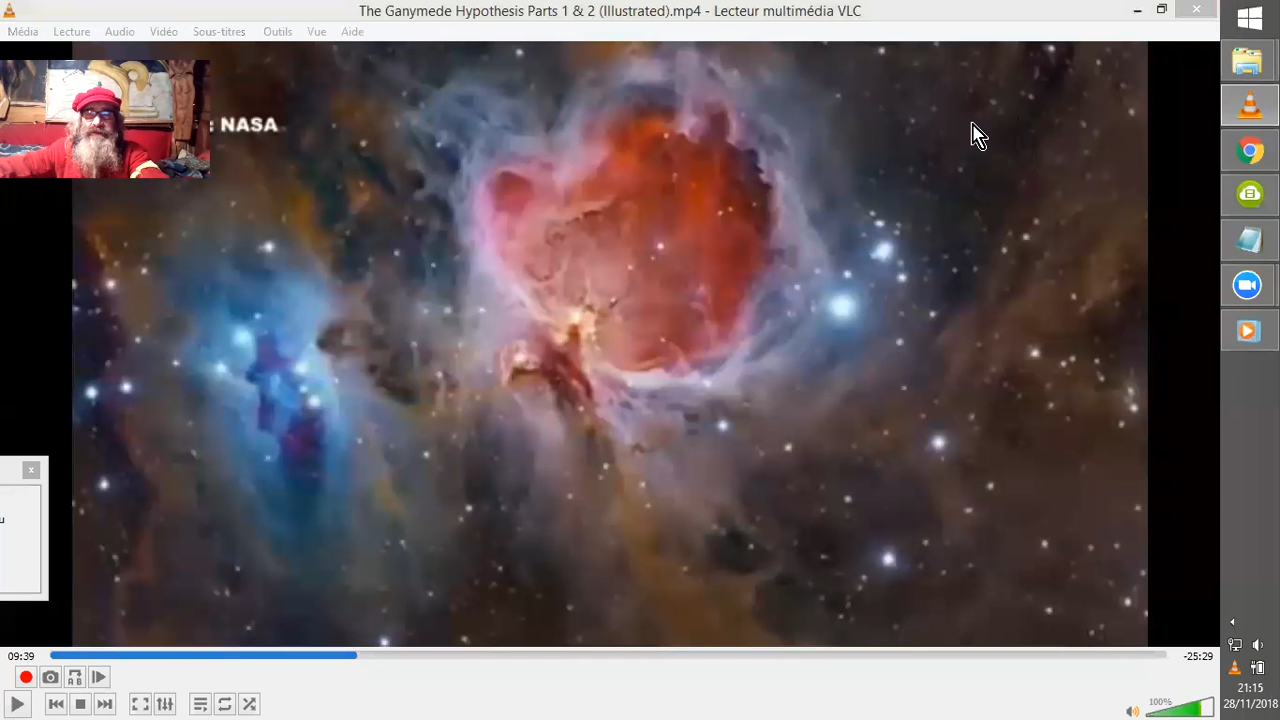 The Ganymede Hypothesis Parts 1 & 2 (Illustrated).mp4 - Lecteur multimédia VLC
Média Lecture Audio Vidéo Sous-titres Outils Vue Aide
: NASA
x
u
09:39
-25:29
A B
100%
21:15
28/11/2018